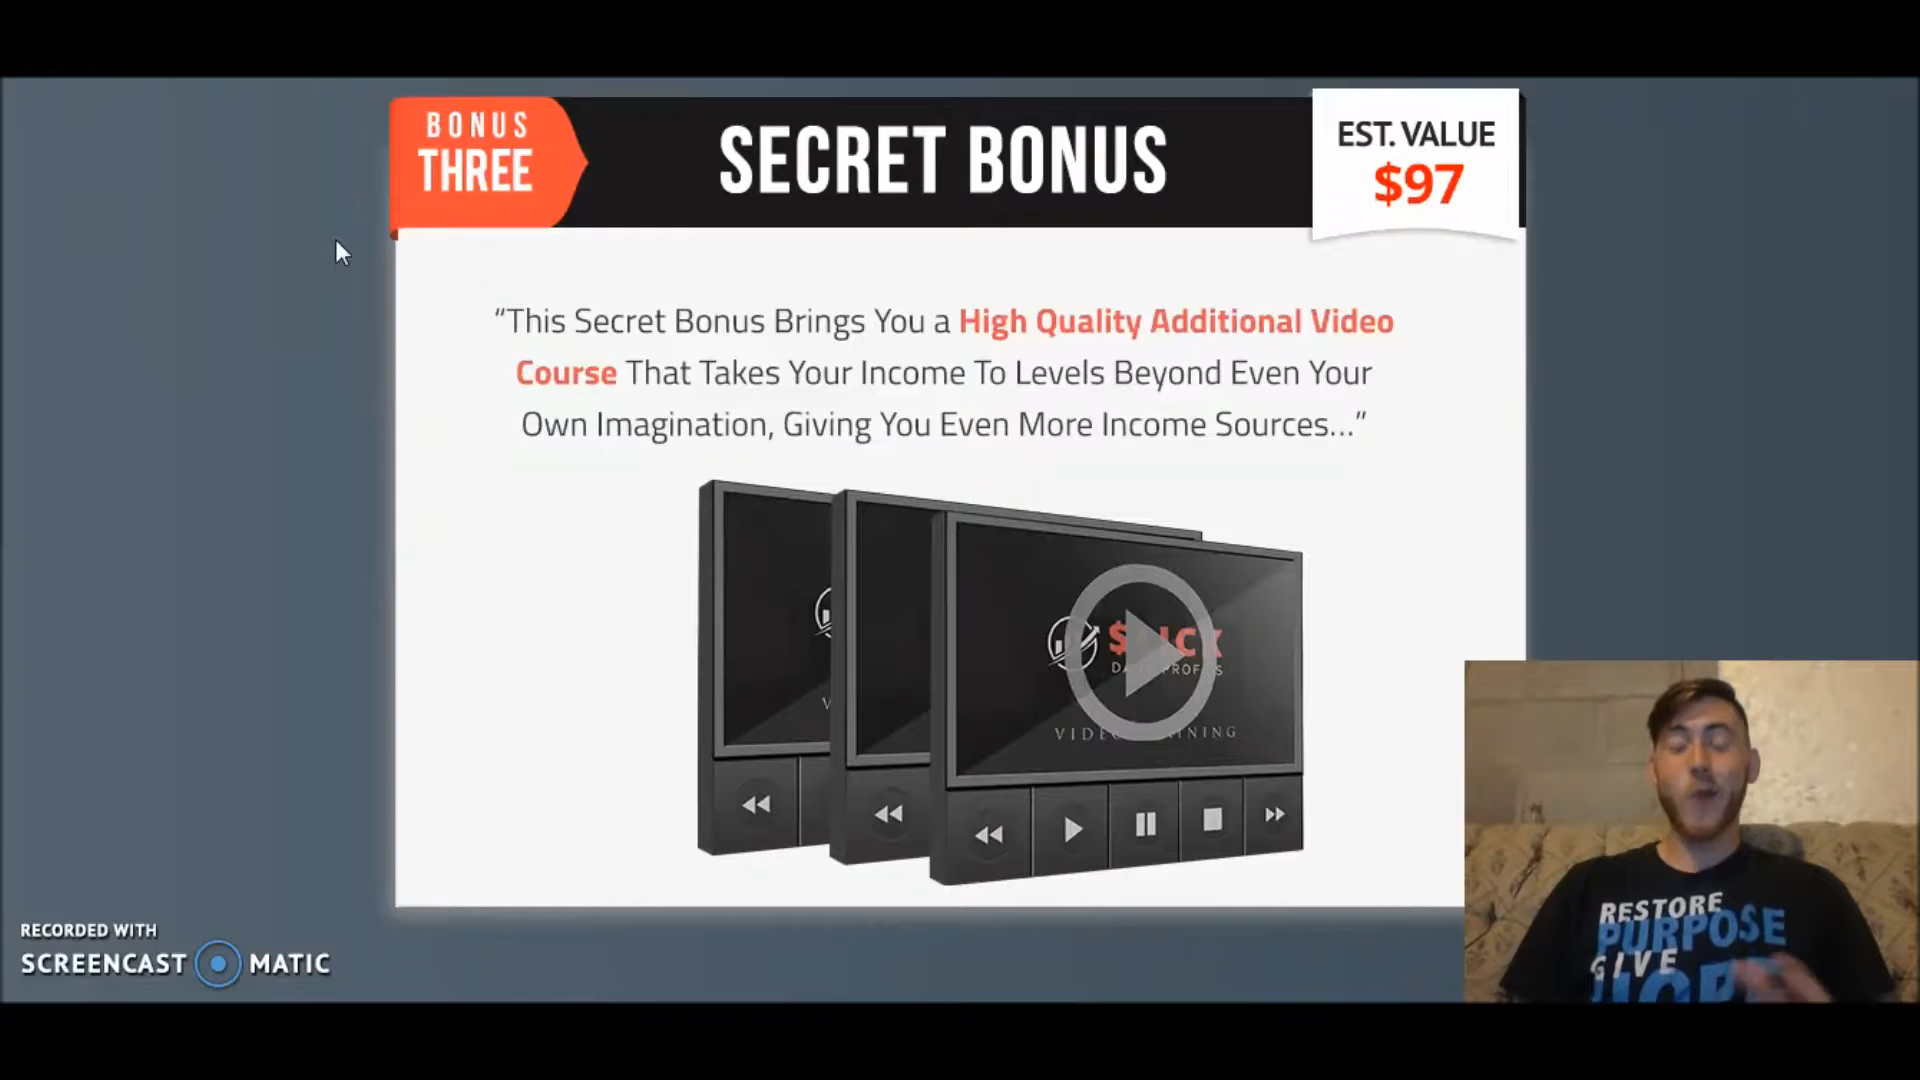 BONUS
THREE
SECRET BONUS
EST. VALUE
$97
“This Secret Bonus Brings You a High Quality Additional Video
Course That Takes Your Income To Levels Beyond Even Your
Own Imagination, Giving You Even More Income Sources...”
RECORDED WITH
SCREENCAST MATIC
RESTORE
PURPOSE
GIVE